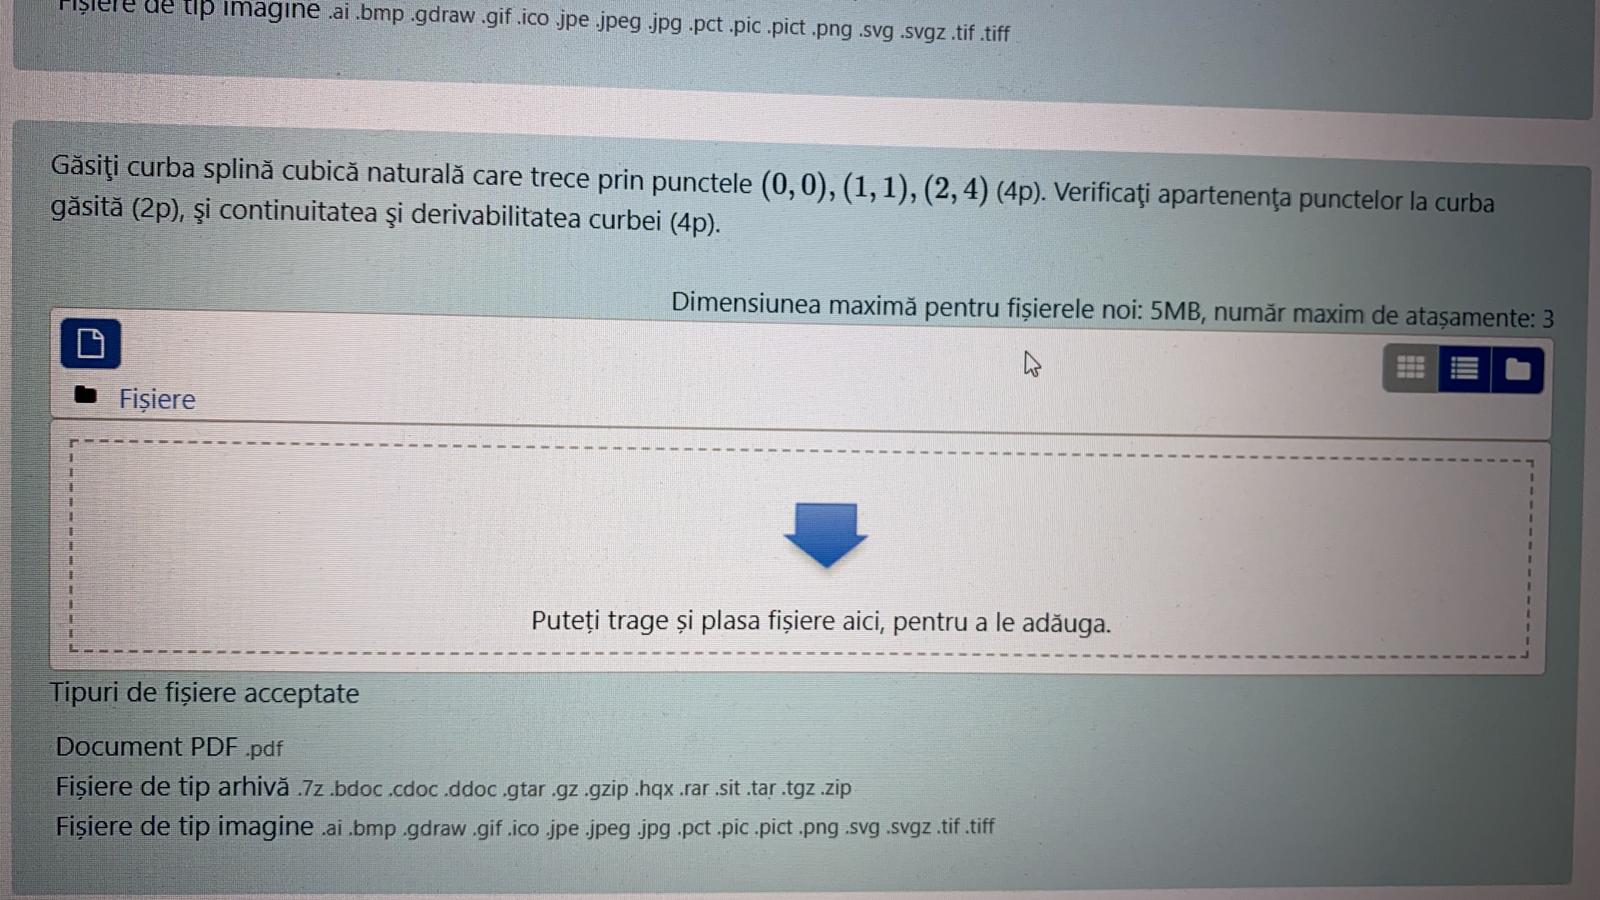 Fișiere de tip imagine .ai .bmp .gdraw .gif .ico .jpe .jpeg .jpg .pct .pic .pict .png .svg .svgz .tif .tiff
Găsiţi curba splină cubică naturală care trece prin punctele (0, 0), (1, 1), (2, 4) (4p). Verificaţi apartenenţa punctelor la curba
găsită (2p), şi continuitatea şi derivabilitatea curbei (4p).
Dimensiunea maximă pentru fișierele noi: 5MB, număr maxim de atașamente: 3
Fișiere
Puteți trage și plasa fișiere aici, pentru a le adăuga.
Tipuri de fișiere acceptate
Document PDF .pdf
Fișiere de tip arhivă .7z .bdoc .cdoc .ddoc .gtar .gz .gzip .hqx .rar .sit .tar .tgz .zip
Fișiere de tip imagine .ai .bmp .gdraw .gif .ico .jpe .jpeg .jpg .pct .pic .pict .png .svg .svgz .tif .tiff